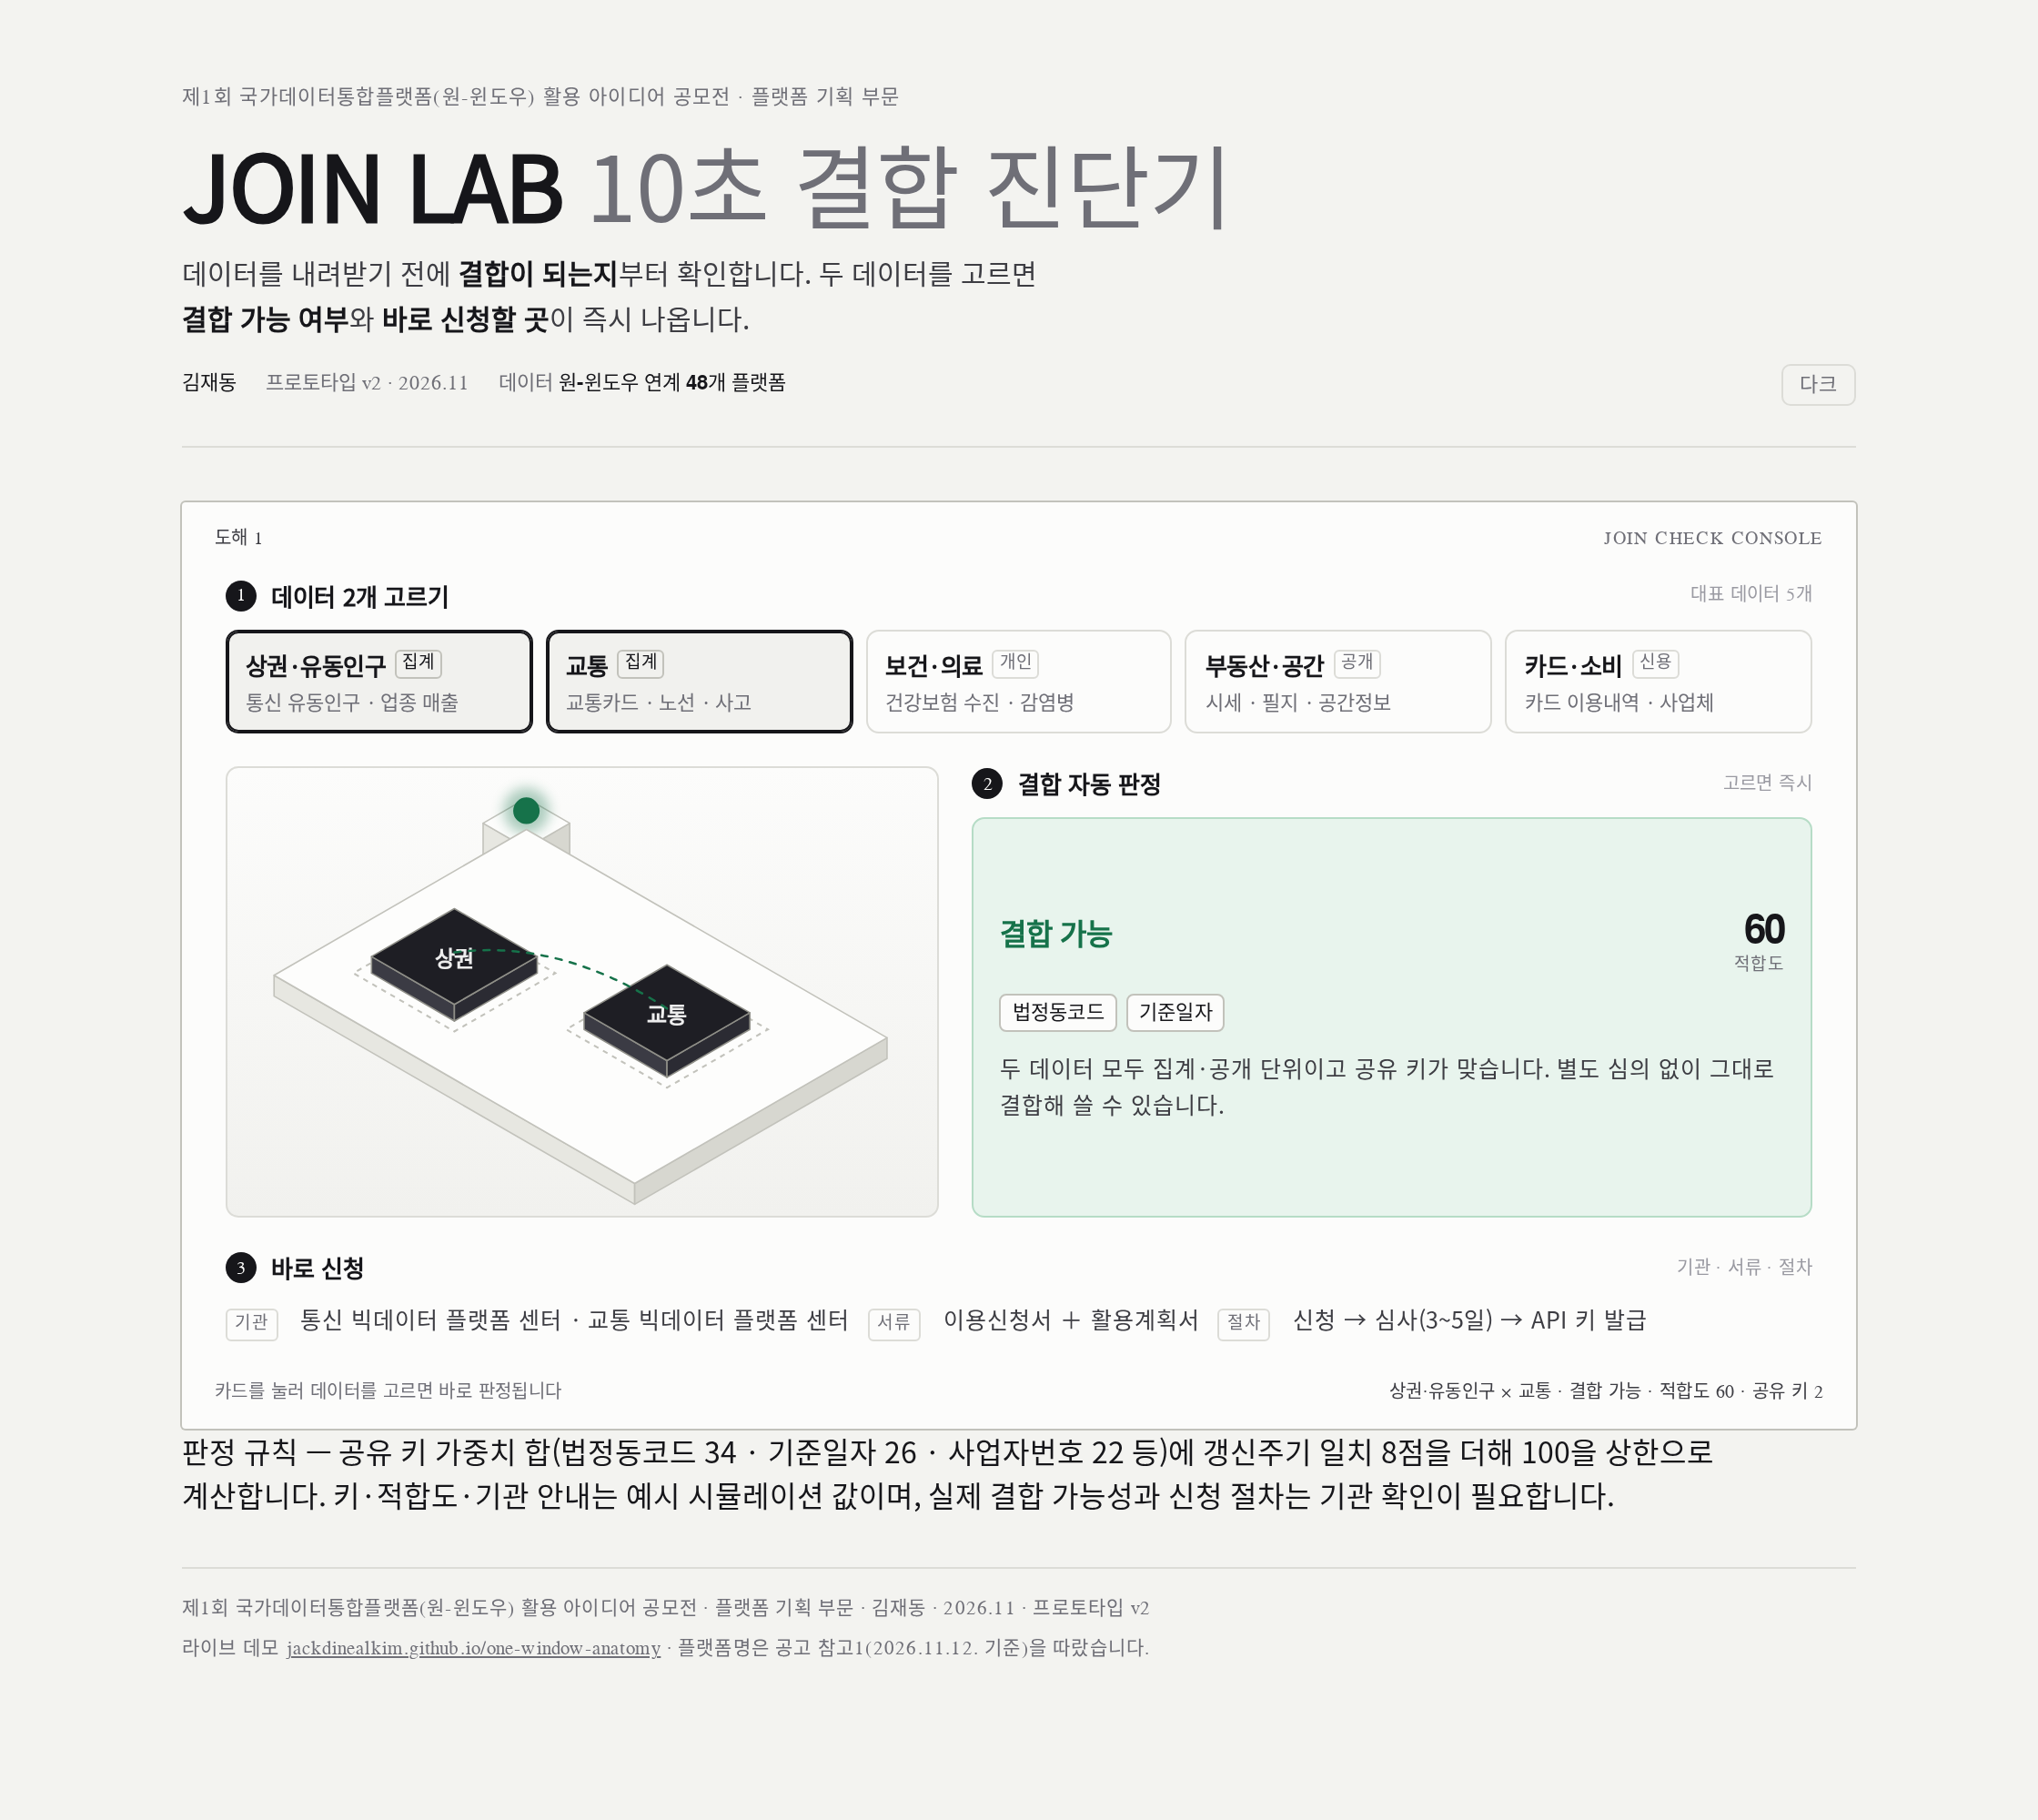 제1회 국가데이터통합플랫폼(원-윈도우) 활용 아이디어 공모전 · 플랫폼 기획 부문
JOIN LAB 10초 결합 진단기
데이터를 내려받기 전에 결합이 되는지부터 확인합니다. 두 데이터를 고르면
결합 가능 여부와 바로 신청할 곳이 즉시 나옵니다.
김재동 프로토타입 v2 · 2026.11 데이터 원-윈도우 연계 48개 플랫폼
다크
도해 1
JOIN CHECK CONSOLE
1 데이터 2개 고르기
대표 데이터 5개
상권·유동인구 집계
통신 유동인구 · 업종 매출
교통 집계
교통카드 · 노선 · 사고
보건·의료 개인
건강보험 수진 · 감염병
부동산·공간 공개
시세 · 필지 · 공간정보
카드·소비 신용
카드 이용내역 · 사업체
상권
교통
2 결합 자동 판정
고르면 즉시
결합 가능
60
적합도
법정동코드 기준일자
두 데이터 모두 집계·공개 단위이고 공유 키가 맞습니다. 별도 심의 없이 그대로
결합해 쓸 수 있습니다.
3 바로 신청
기관 · 서류 · 절차
기관 통신 빅데이터 플랫폼 센터 · 교통 빅데이터 플랫폼 센터 서류 이용신청서 + 활용계획서 절차 신청 → 심사(3~5일) → API 키 발급
카드를 눌러 데이터를 고르면 바로 판정됩니다
상권·유동인구 × 교통 · 결합 가능 · 적합도 60 · 공유 키 2
판정 규칙 — 공유 키 가중치 합(법정동코드 34 · 기준일자 26 · 사업자번호 22 등)에 갱신주기 일치 8점을 더해 100을 상한으로
계산합니다. 키·적합도·기관 안내는 예시 시뮬레이션 값이며, 실제 결합 가능성과 신청 절차는 기관 확인이 필요합니다.
제1회 국가데이터통합플랫폼(원-윈도우) 활용 아이디어 공모전 · 플랫폼 기획 부문 · 김재동 · 2026.11 · 프로토타입 v2
라이브 데모 jackdinealkim.github.io/one-window-anatomy · 플랫폼명은 공고 참고1(2026.11.12. 기준)을 따랐습니다.